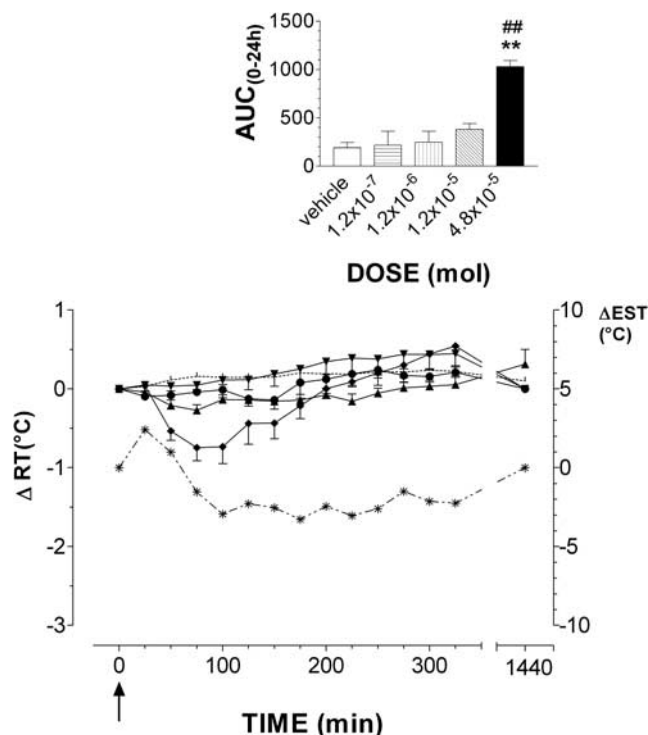 1500
1000
500
0
AUC(0-24h)
##
**
vehicle
1.2x10-7
1.2x10-6
1.2x10-5
4.8x10-5
DOSE (mol)
1
0
-1
-2
-3
Δ RT(°C)
10
5
0
-5
-10
ΔEST
(°C)
0 100 200 300 1440
TIME (min)